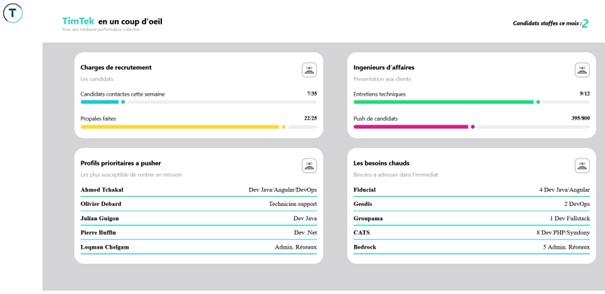 T
TimTek en un coup d'oeil
Pour une meilleure performance collective !
Candidats staffes ce mois : 2
Charges de recrutement
Les candidats
Candidats contactes cette semaine 7/35
Propales faites 22/25
Ingenieurs d'affaires
Presentation aux clients
Entretiens techniques 9/12
Push de candidats 395/800
Profils prioritaires a pusher
Les plus susceptible de rentrer en mission
Ahmed Tchakal Dev Java/Angular/DevOps
Olivier Debard Technicien support
Julian Guigon Dev Java
Pierre Buffin Dev .Net
Loqman Chelgam Admin. Réseaux
Les besoins chauds
Besoins a adresser dans l'immediat
Fiducial 4 Dev Java/Angular
Geodis 2 DevOps
Groupama 1 Dev Fullstack
CATS 8 Dev PHP/Symfony
Bedrock 5 Admin. Réseaux